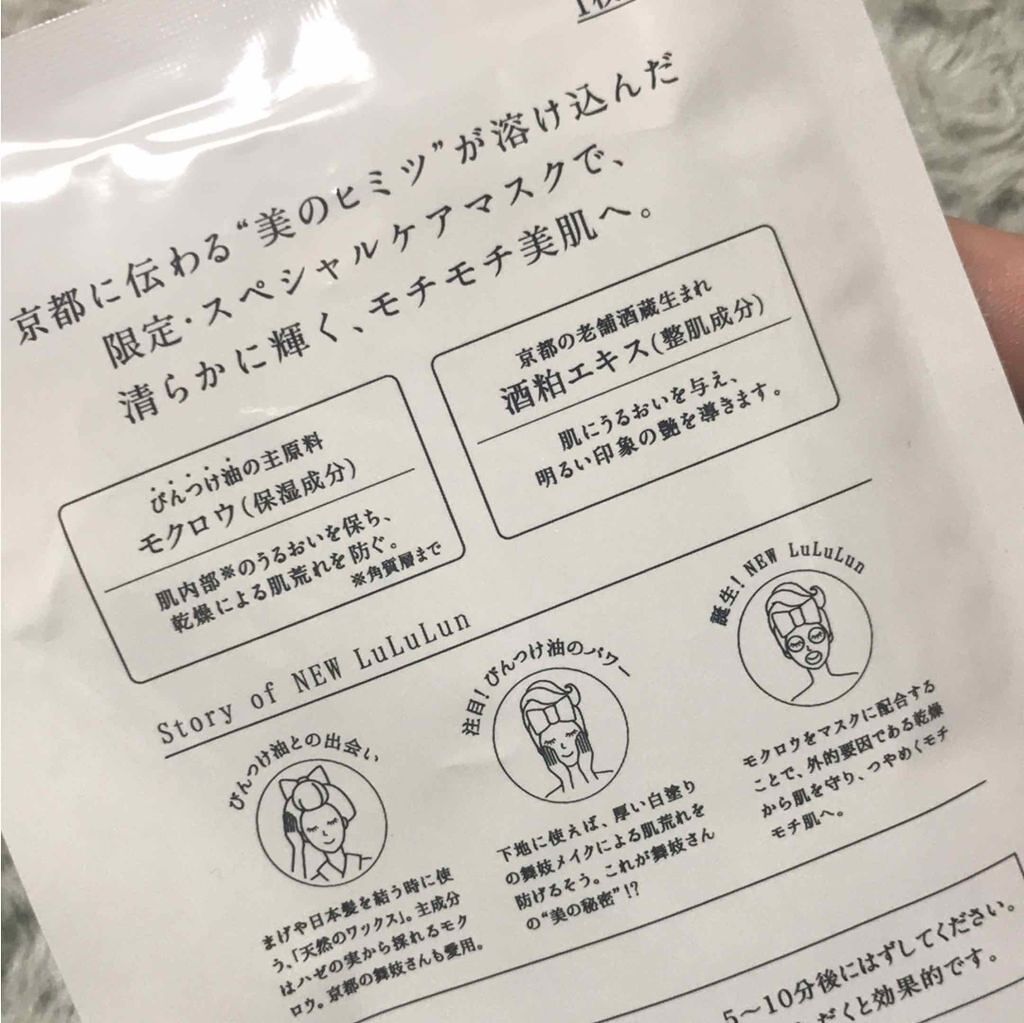 京都に伝わる“美のヒミツ”が溶け込んだ
限定・スペシャルケアマスクで、
清らかに輝く、モチモチ美肌へ。
びんつけ油の主原料
モクロウ(保湿成分)
肌内部※のうるおいを保ち、
乾燥による肌荒れを防ぐ。
※角質層まで
京都の老舗酒蔵生まれ
酒粕エキス(整肌成分)
肌にうるおいを与え、
明るい印象の艶を導きます。
Story of NEW LuLuLun
びんつけ油との出会い
まげや日本髪を結う時に使
う、「天然のワックス」。主成分
はハゼの実から採れるモク
ロウ。京都の舞妓さんも愛用。
注目!びんつけ油のパワー
下地に使えば、厚い白塗り
の舞妓メイクによる肌荒れを
防げるそう。これが舞妓さん
の“美の秘密”!?
誕生!NEW LuLuLun
モクロウをマスクに配合する
ことで、外的要因である乾燥
から肌を守り、つやめくモチ
モチ肌へ。
5〜10分後にはずしてください。
だくと効果的です。